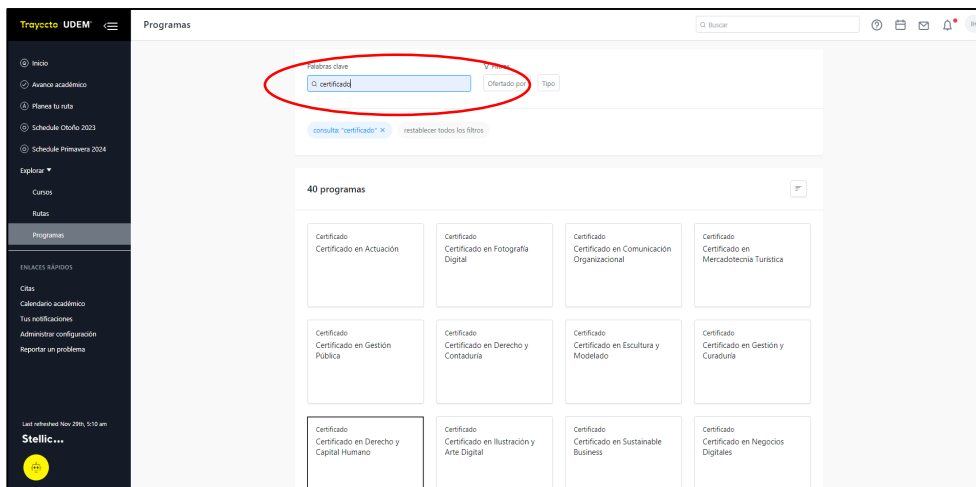 Trayecto UDEM
Programas
Buscar
Inicio
Avance académico
Planea tu ruta
Schedule Otoño 2023
Schedule Primavera 2024
Explorar
Cursos
Rutas
Programas
ENLACES RÁPIDOS
Citas
Calendario académico
Tus notificaciones
Administrar configuración
Reportar un problema
Last refreshed Nov 29th, 5:10 am
Stellic...
Palabras clave
Filtros
certificado
Ofertado por
Tipo
consulta: "certificado" ×
restablecer todos los filtros
40 programas
Certificado
Certificado en Actuación
Certificado
Certificado en Fotografía
Digital
Certificado
Certificado en Comunicación
Organizacional
Certificado
Certificado en
Mercadotecnia Turística
Certificado
Certificado en Gestión
Pública
Certificado
Certificado en Derecho y
Contaduría
Certificado
Certificado en Escultura y
Modelado
Certificado
Certificado en Gestión y
Curaduría
Certificado
Certificado en Derecho y
Capital Humano
Certificado
Certificado en Ilustración y
Arte Digital
Certificado
Certificado en Sustainable
Business
Certificado
Certificado en Negocios
Digitales